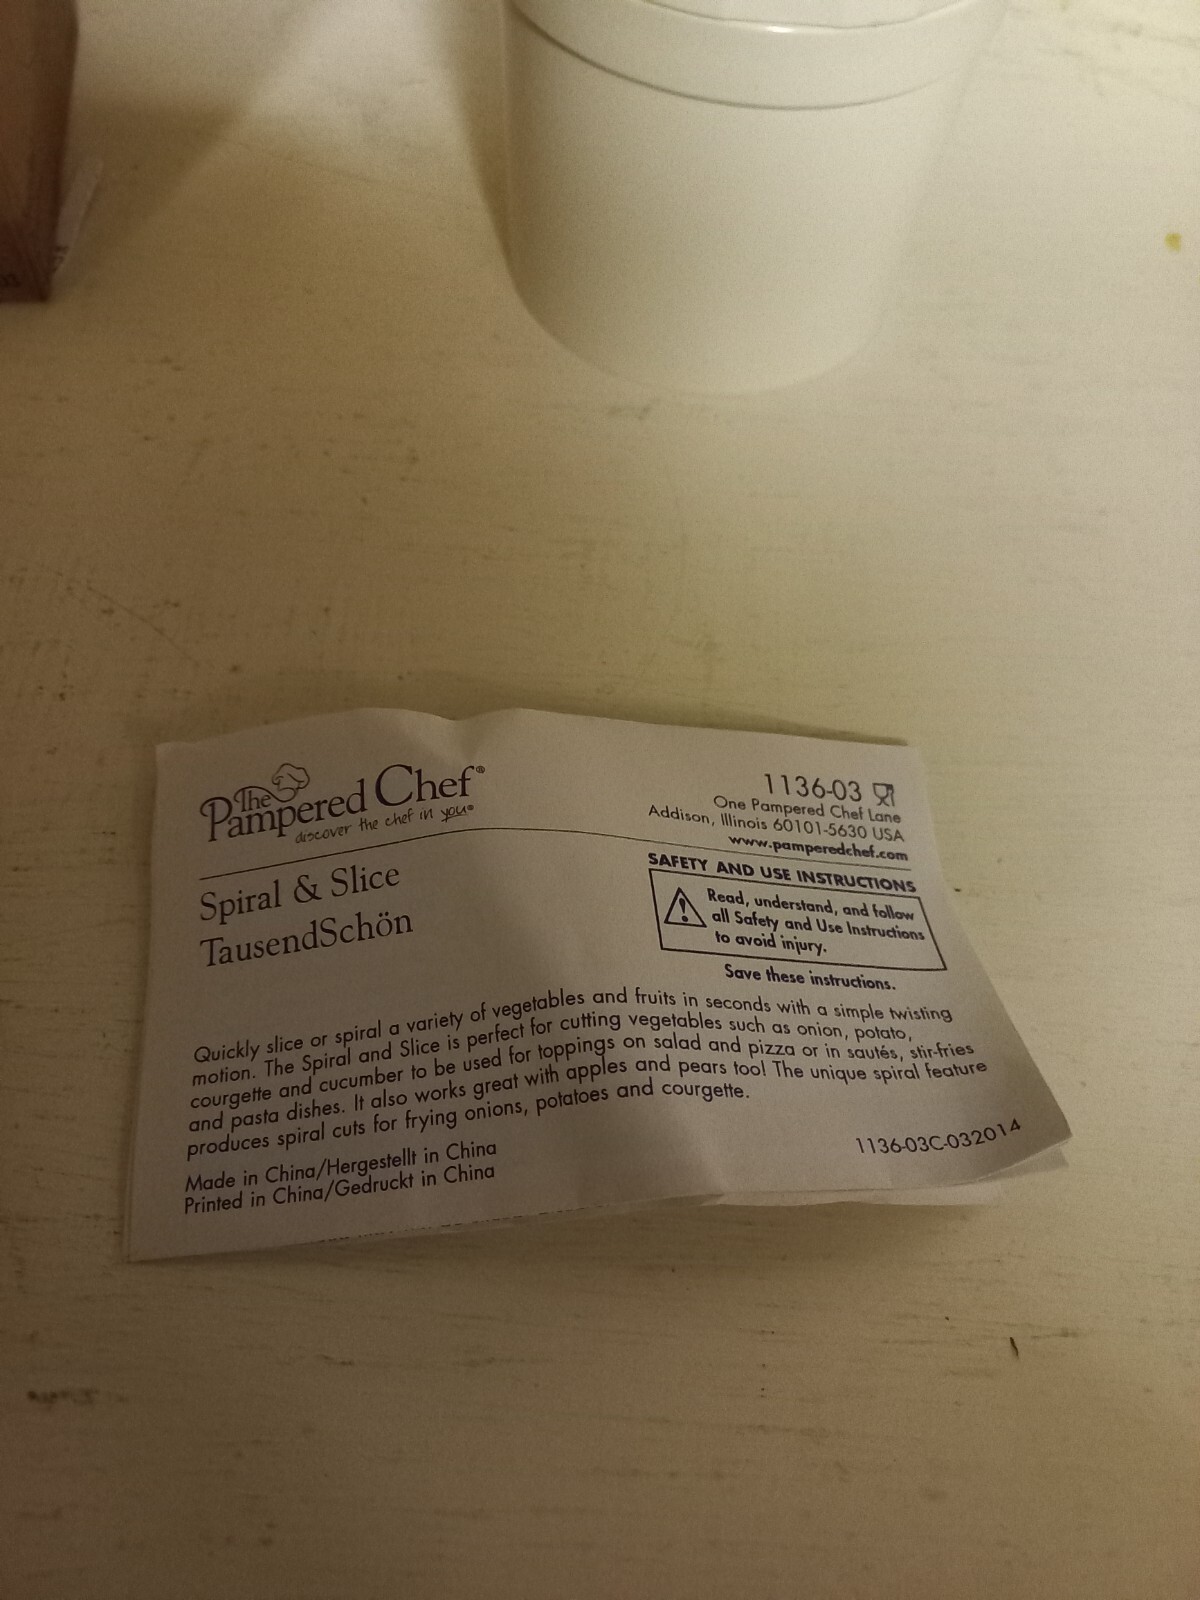 The
Pampered Chef®
discover the chef in you®
1136-03
One Pampered Chef Lane
Addison, Illinois 60101-5630 USA
www.pamperedchef.com
Spiral & Slice
TausendSchön
SAFETY AND USE INSTRUCTIONS
Read, understand, and follow
all Safety and Use Instructions
to avoid injury.
Save these instructions.
Quickly slice or spiral a variety of vegetables and fruits in seconds with a simple twisting
motion. The Spiral and Slice is perfect for cutting vegetables such as onion, potato,
courgette and cucumber to be used for toppings on salad and pizza or in sautés, stir-fries
and pasta dishes. It also works great with apples and pears too! The unique spiral feature
produces spiral cuts for frying onions, potatoes and courgette.
Made in China/Hergestellt in China
Printed in China/Gedruckt in China
1136-03C-032014